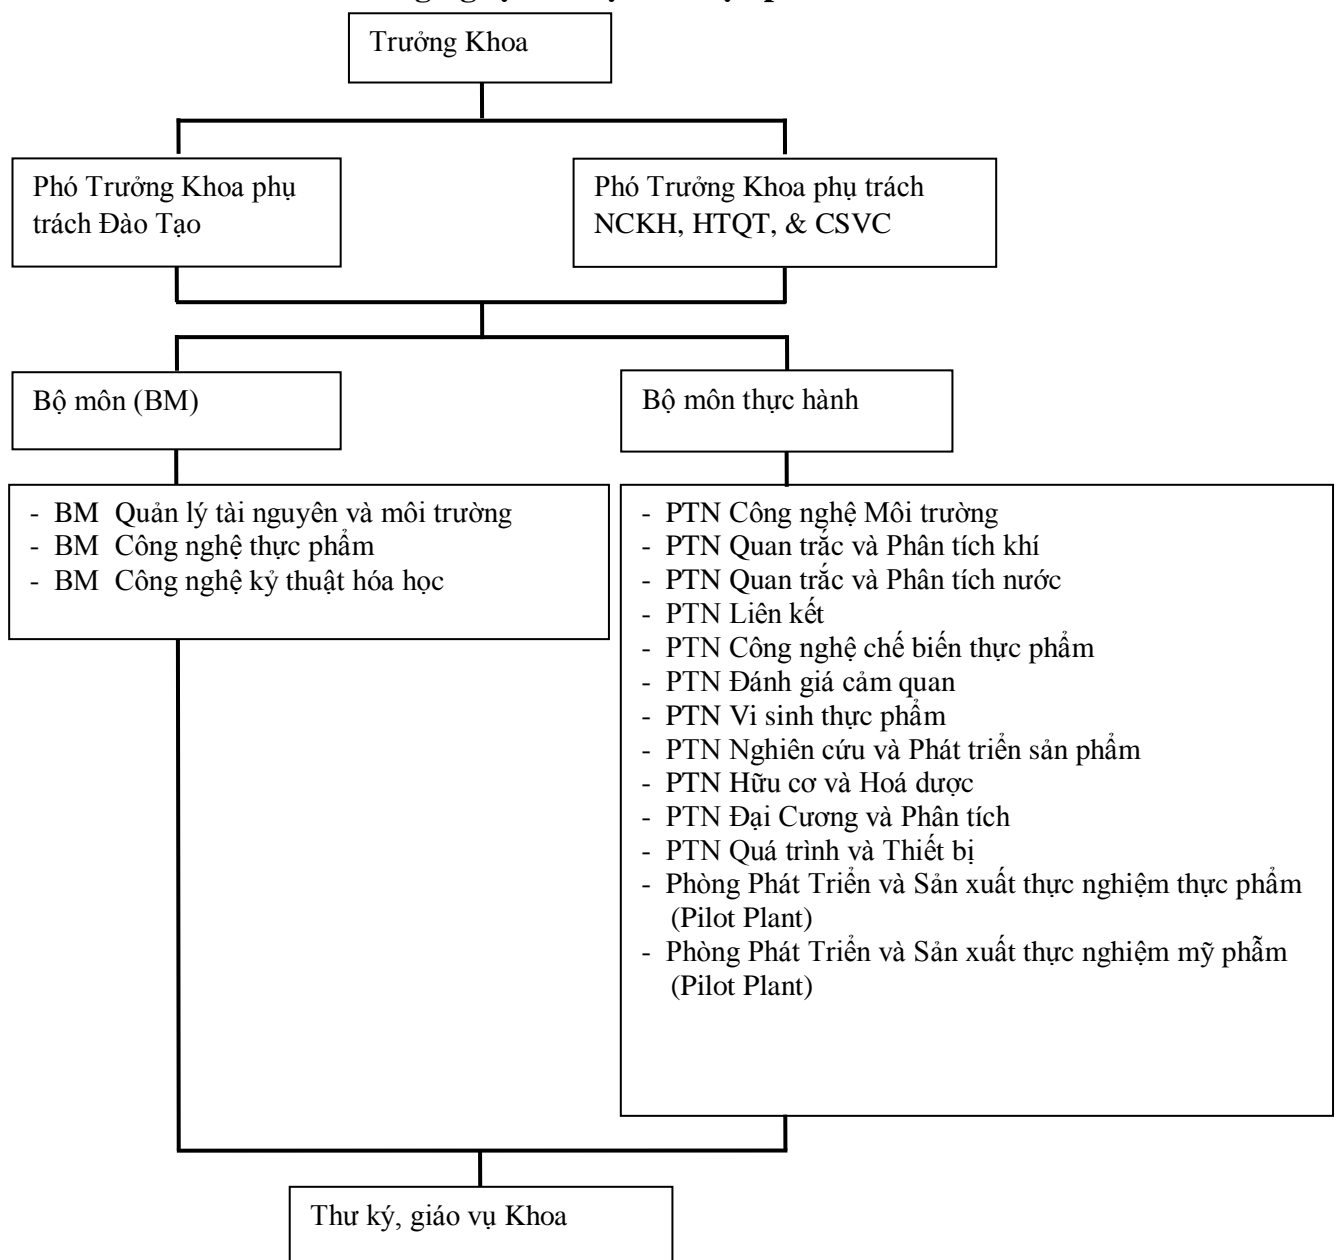 Trưởng Khoa
Phó Trưởng Khoa phụ
trách Đào Tạo
Phó Trưởng Khoa phụ trách
NCKH, HTQT, & CSVC
Bộ môn (BM)
Bộ môn thực hành
- BM Quản lý tài nguyên và môi trường
- BM Công nghệ thực phẩm
- BM Công nghệ kỷ thuật hóa học
- PTN Công nghệ Môi trường
- PTN Quan trắc và Phân tích khí
- PTN Quan trắc và Phân tích nước
- PTN Liên kết
- PTN Công nghệ chế biến thực phẩm
- PTN Đánh giá cảm quan
- PTN Vi sinh thực phẩm
- PTN Nghiên cứu và Phát triển sản phẩm
- PTN Hữu cơ và Hoá dược
- PTN Đại Cương và Phân tích
- PTN Quá trình và Thiết bị
- Phòng Phát Triển và Sản xuất thực nghiệm thực phẩm
(Pilot Plant)
- Phòng Phát Triển và Sản xuất thực nghiệm mỹ phẫm
(Pilot Plant)
Thư ký, giáo vụ Khoa